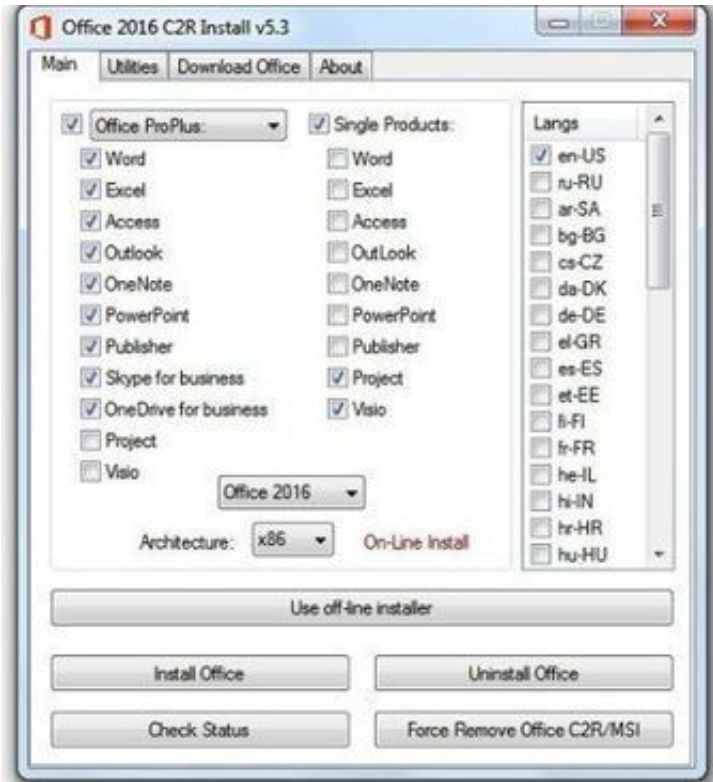 Office 2016 C2R Install v5.3
Main Utilities Download Office About
Office ProPlus:
Word
Excel
Access
Outlook
OneNote
PowerPoint
Publisher
Skype for business
OneDrive for business
Project
Visio
Single Products:
Word
Excel
Access
OutLook
OneNote
PowerPoint
Publisher
Project
Visio
Office 2016
Architecture: x86 On-Line Install
Langs
en-US
ru-RU
ar-SA
bg-BG
cs-CZ
da-DK
de-DE
el-GR
es-ES
et-EE
fi-FI
fr-FR
he-IL
hi-IN
hr-HR
hu-HU
Use off-line installer
Install Office Uninstall Office
Check Status Force Remove Office C2R/MSI